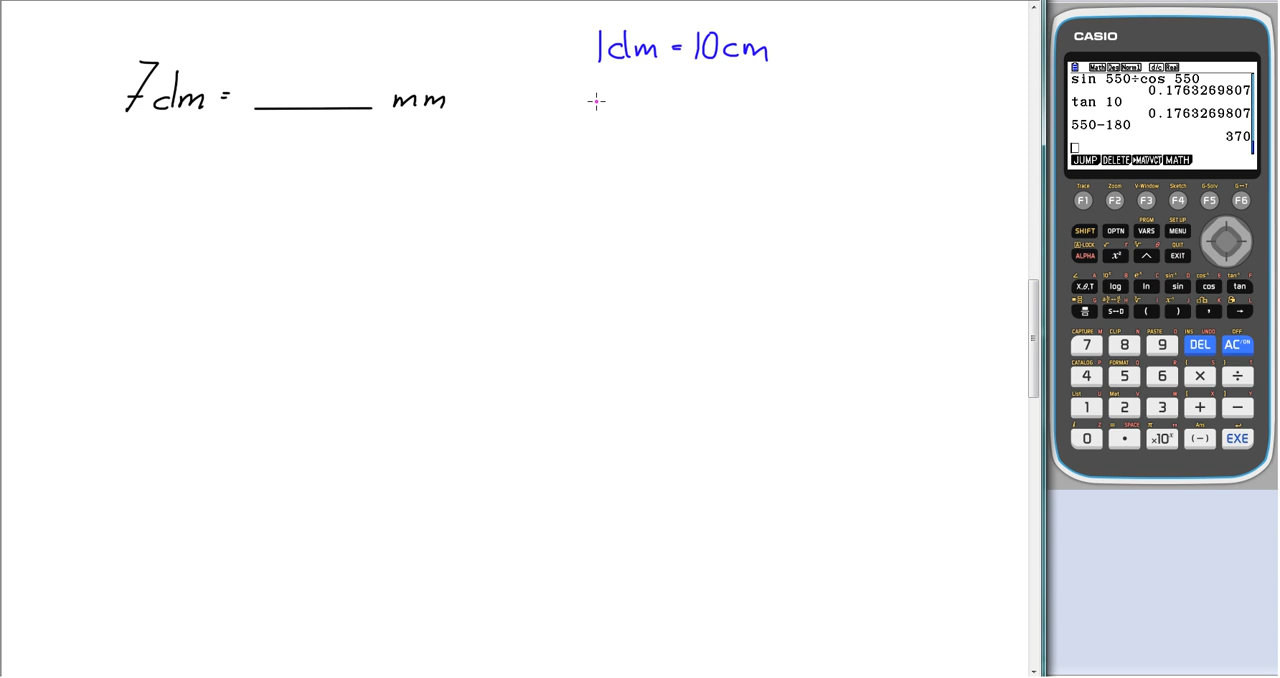 1dm = 10cm
7dm = ______ mm
CASIO
Math Deg Norm1 d/c Real
sin 550÷cos 550
0.1763269807
tan 10
0.1763269807
550-180
370
JUMP DELETE ▶MAT/VCT MATH
Trace Zoom V-Window Sketch G-Solv G↔T
F1 F2 F3 F4 F5 F6
PRGM SET UP
SHIFT OPTN VARS MENU
A-LOCK QUIT
ALPHA x² ^ EXIT
X,θ,T log ln sin cos tan
S↔D ( ) , →
CAPTURE M CLIP N PASTE O INS UNDO OFF
7 8 9 DEL AC/ON
CATALOG P FORMAT Q R { S } T
4 5 6 × ÷
List U Mat V W [ X ] Y
1 2 3 + −
i Z = SPACE π Ans
0 • ×10ˣ (−) EXE